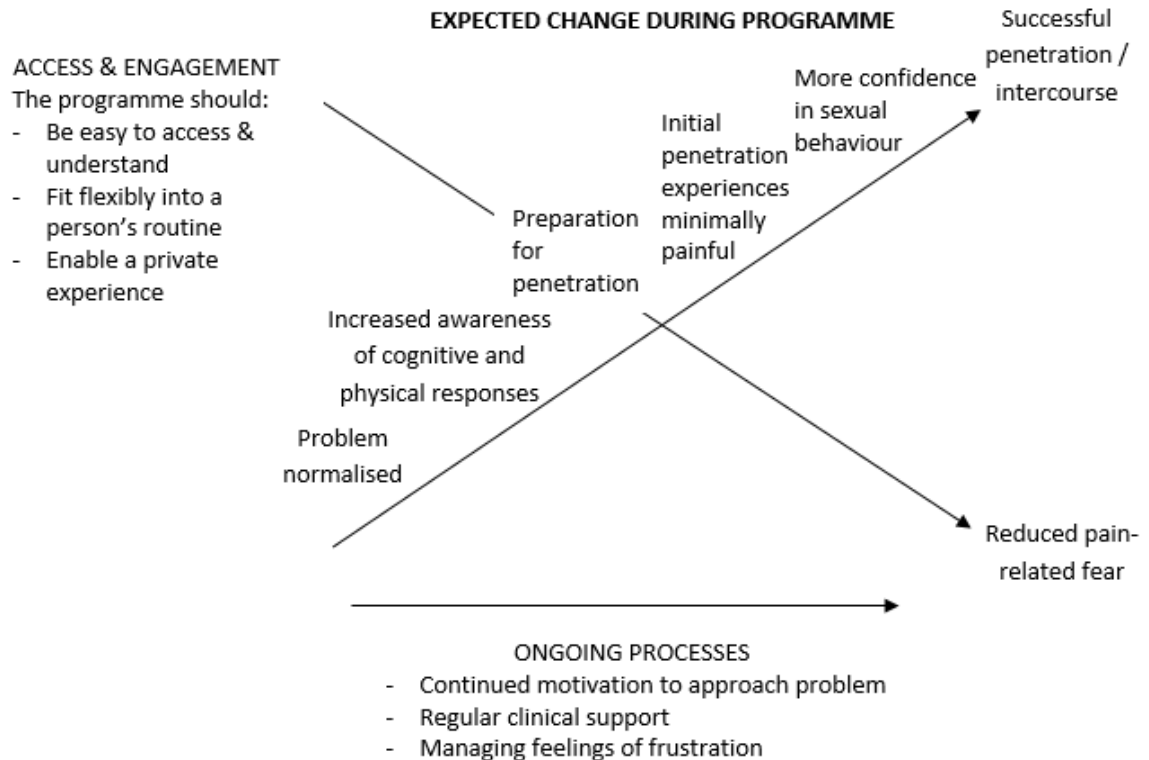 EXPECTED CHANGE DURING PROGRAMME
ACCESS & ENGAGEMENT
The programme should:
- Be easy to access &
understand
- Fit flexibly into a
person's routine
- Enable a private
experience
Problem
normalised
Increased awareness
of cognitive and
physical responses
Preparation
for
penetration
Initial
penetration
experiences
minimally
painful
More confidence
in sexual
behaviour
Successful
penetration /
intercourse
Reduced pain-
related fear
ONGOING PROCESSES
- Continued motivation to approach problem
- Regular clinical support
- Managing feelings of frustration